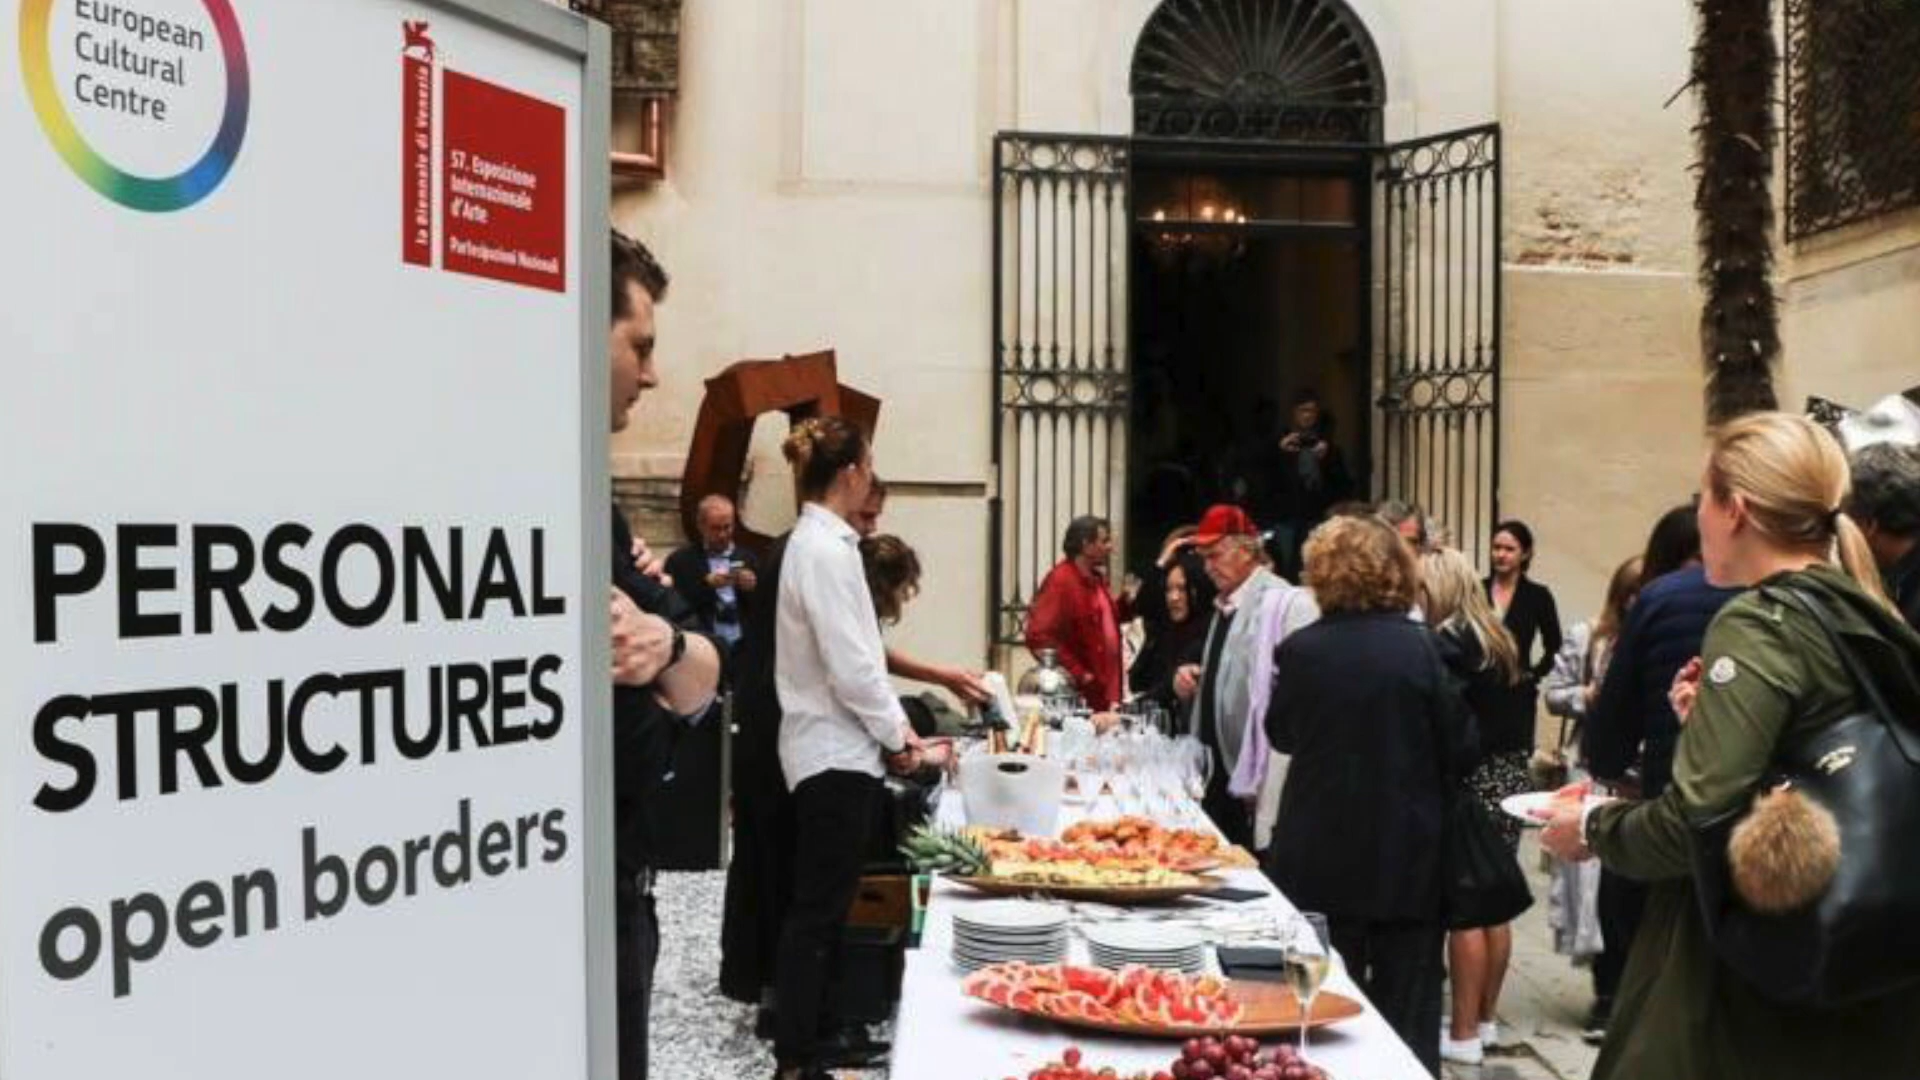 European
Cultural
Centre
la Biennale di Venezia
57. Esposizione
Internazionale
d'Arte
Partecipazioni Nazionali
PERSONAL
STRUCTURES
open borders